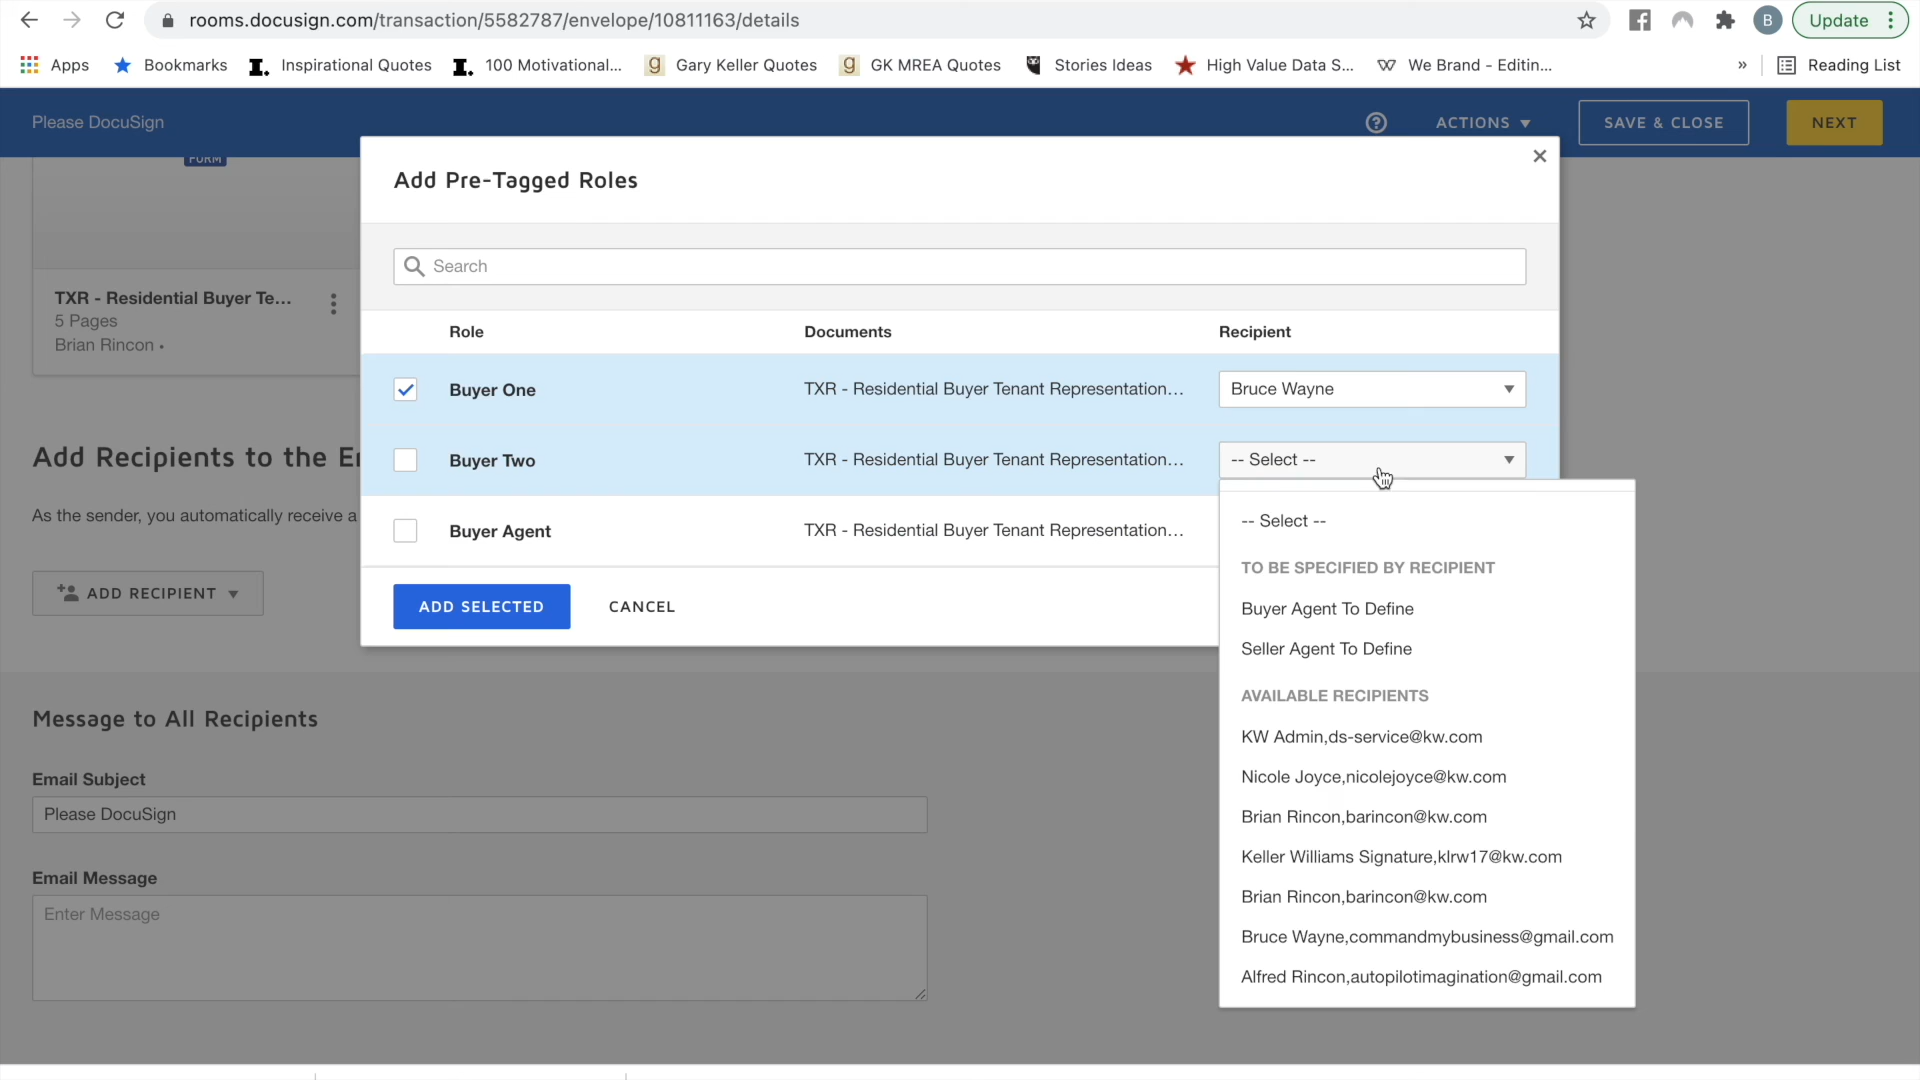 rooms.docusign.com/transaction/5582787/envelope/10811163/details
B
Update
Apps
Bookmarks
I. Inspirational Quotes
I. 100 Motivational...
g Gary Keller Quotes
g GK MREA Quotes
Stories Ideas
High Value Data S...
We Brand - Editin...
»
Reading List
Please DocuSign
?
ACTIONS
SAVE & CLOSE
NEXT
FORM
TXR - Residential Buyer Te...
5 Pages
Brian Rincon •
Add Recipients to the E
As the sender, you automatically receive a
ADD RECIPIENT
Message to All Recipients
Email Subject
Please DocuSign
Email Message
Enter Message
Add Pre-Tagged Roles
Search
Role Documents Recipient
Buyer One TXR - Residential Buyer Tenant Representation... Bruce Wayne
Buyer Two TXR - Residential Buyer Tenant Representation... -- Select --
Buyer Agent TXR - Residential Buyer Tenant Representation...
ADD SELECTED
CANCEL
-- Select --
TO BE SPECIFIED BY RECIPIENT
Buyer Agent To Define
Seller Agent To Define
AVAILABLE RECIPIENTS
KW Admin,ds-service@kw.com
Nicole Joyce,nicolejoyce@kw.com
Brian Rincon,barincon@kw.com
Keller Williams Signature,klrw17@kw.com
Brian Rincon,barincon@kw.com
Bruce Wayne,commandmybusiness@gmail.com
Alfred Rincon,autopilotimagination@gmail.com